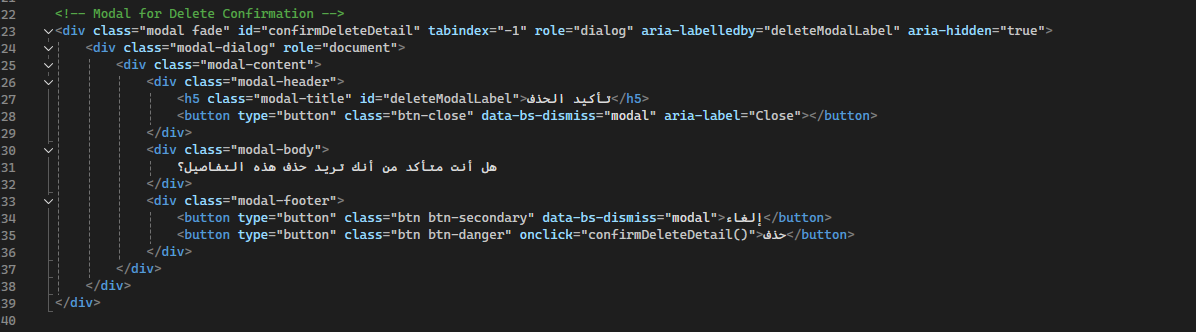 22 <!-- Modal for Delete Confirmation -->
23 <div class="modal fade" id="confirmDeleteDetail" tabindex="-1" role="dialog" aria-labelledby="deleteModalLabel" aria-hidden="true">
24 <div class="modal-dialog" role="document">
25 <div class="modal-content">
26 <div class="modal-header">
27 <h5 class="modal-title" id="deleteModalLabel">تأكيد الحذف</h5>
28 <button type="button" class="btn-close" data-bs-dismiss="modal" aria-label="Close"></button>
29 </div>
30 <div class="modal-body">
31 هل أنت متأكد من أنك تريد حذف هذه التفاصيل؟
32 </div>
33 <div class="modal-footer">
34 <button type="button" class="btn btn-secondary" data-bs-dismiss="modal">إلغاء</button>
35 <button type="button" class="btn btn-danger" onclick="confirmDeleteDetail()">حذف</button>
36 </div>
37 </div>
38 </div>
39 </div>
40